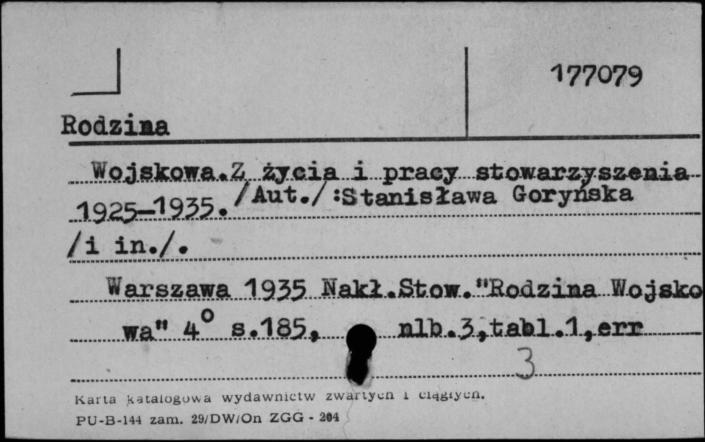 177079
Rodzina
Wojskowa.Z życia i pracy stowarzyszenia
1925-1935. /Aut./:Stanisława Goryńska
/i in./.
Warszawa 1935 Nakł.Stow."Rodzina Wojsko
wa" 4° s.185, nlb.3,tabl.1,err
3
Karta katalogowa wydawnictw zwartych i ciągłych.
PU-B-144 zam. 29/DW/On ZGG - 204